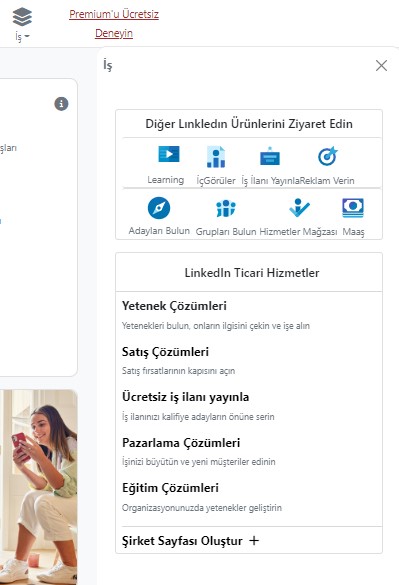 İş
Premium'u Ücretsiz
Deneyin
şları
İş
Diğer Lınkledın Ürünlerini Ziyaret Edin
Learning
İçGörüler
İş İlanı Yayınla
Reklam Verin
Adayları Bulun
Grupları Bulun
Hizmetler Mağzası
Maaş
LinkedIn Ticari Hizmetler
Yetenek Çözümleri
Yetenekleri bulun, onların ilgisini çekin ve işe alın
Satış Çözümleri
Satış fırsatlarının kapısını açın
Ücretsiz iş ilanı yayınla
İş ilanınızı kalifiye adayların önüne serin
Pazarlama Çözümleri
İşinizi büyütün ve yeni müşteriler edinin
Eğitim Çözümleri
Organizasyonunuzda yetenekler geliştirin
Şirket Sayfası Oluştur +